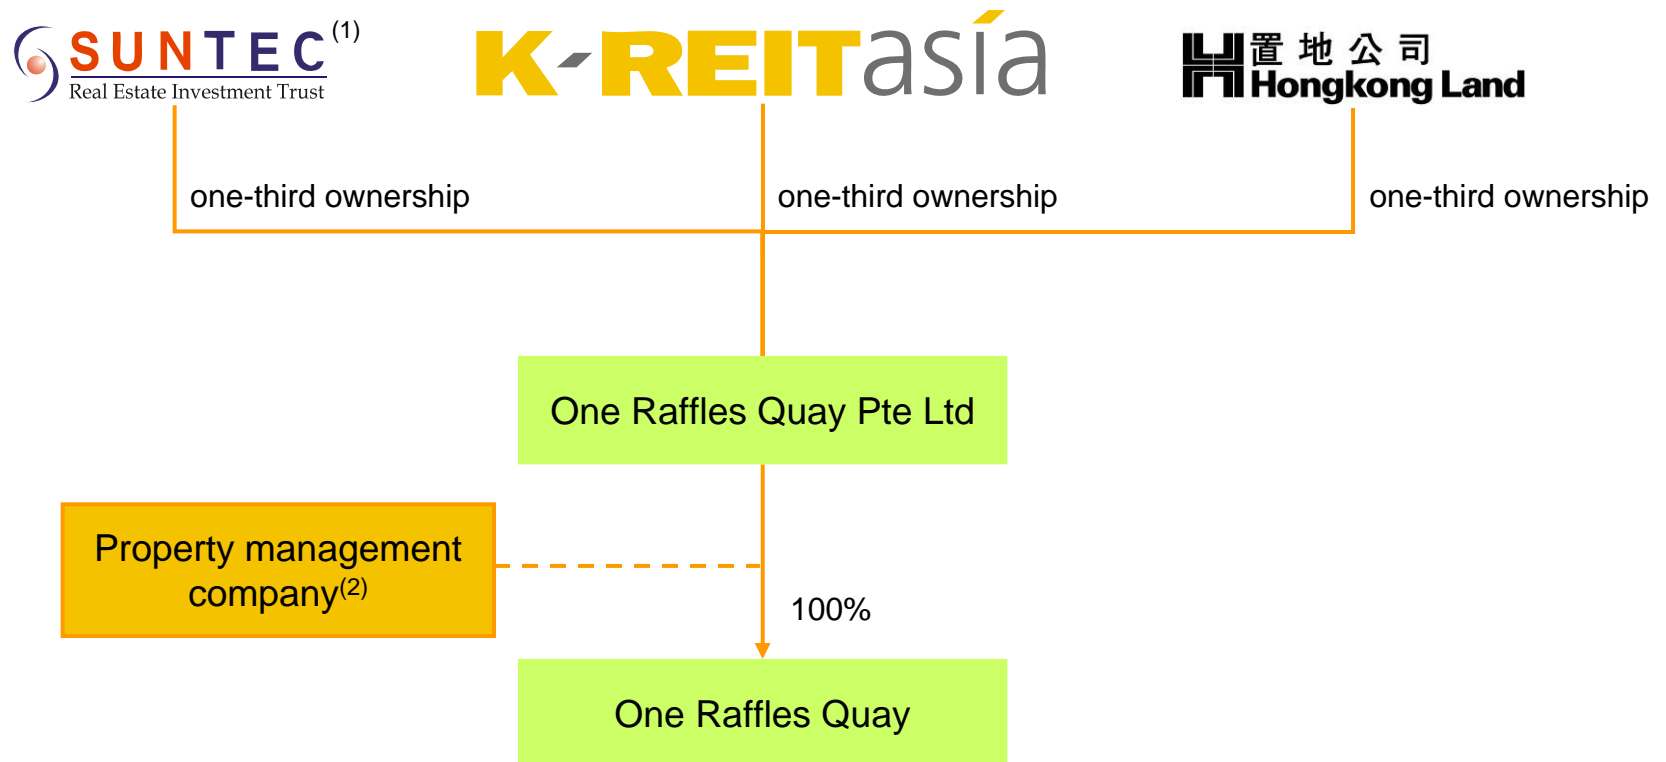 SUNTEC(1)
Real Estate Investment Trust
K-REITasia
置地公司
Hongkong Land
one-third ownership
one-third ownership
one-third ownership
One Raffles Quay Pte Ltd
Property management
company(2)
100%
One Raffles Quay